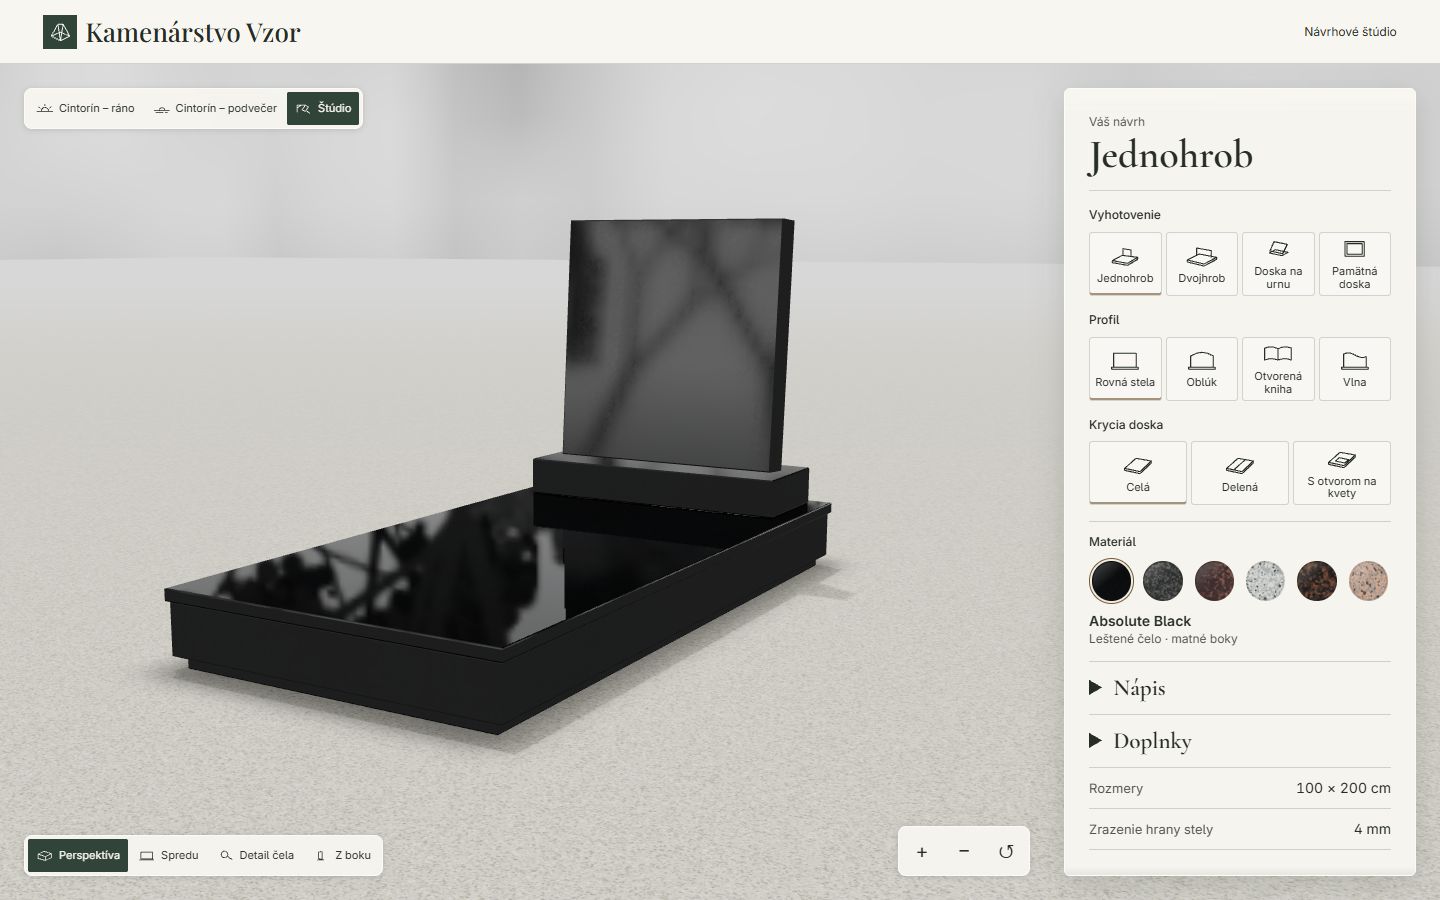 Kamenárstvo Vzor
Návrhové štúdio
Cintorín – ráno
Cintorín – podvečer
Štúdio
Váš návrh
Jednohrob
Vyhotovenie
Jednohrob
Dvojhrob
Doska na
urnu
Pamätná
doska
Profil
Rovná stela
Oblúk
Otvorená
kniha
Vlna
Krycia doska
Celá
Delená
S otvorom na
kvety
Materiál
Absolute Black
Leštené čelo · matné boky
Nápis
Doplnky
Rozmery
100 × 200 cm
Zrazenie hrany stely
4 mm
Perspektíva
Spredu
Detail čela
Z boku
+
−